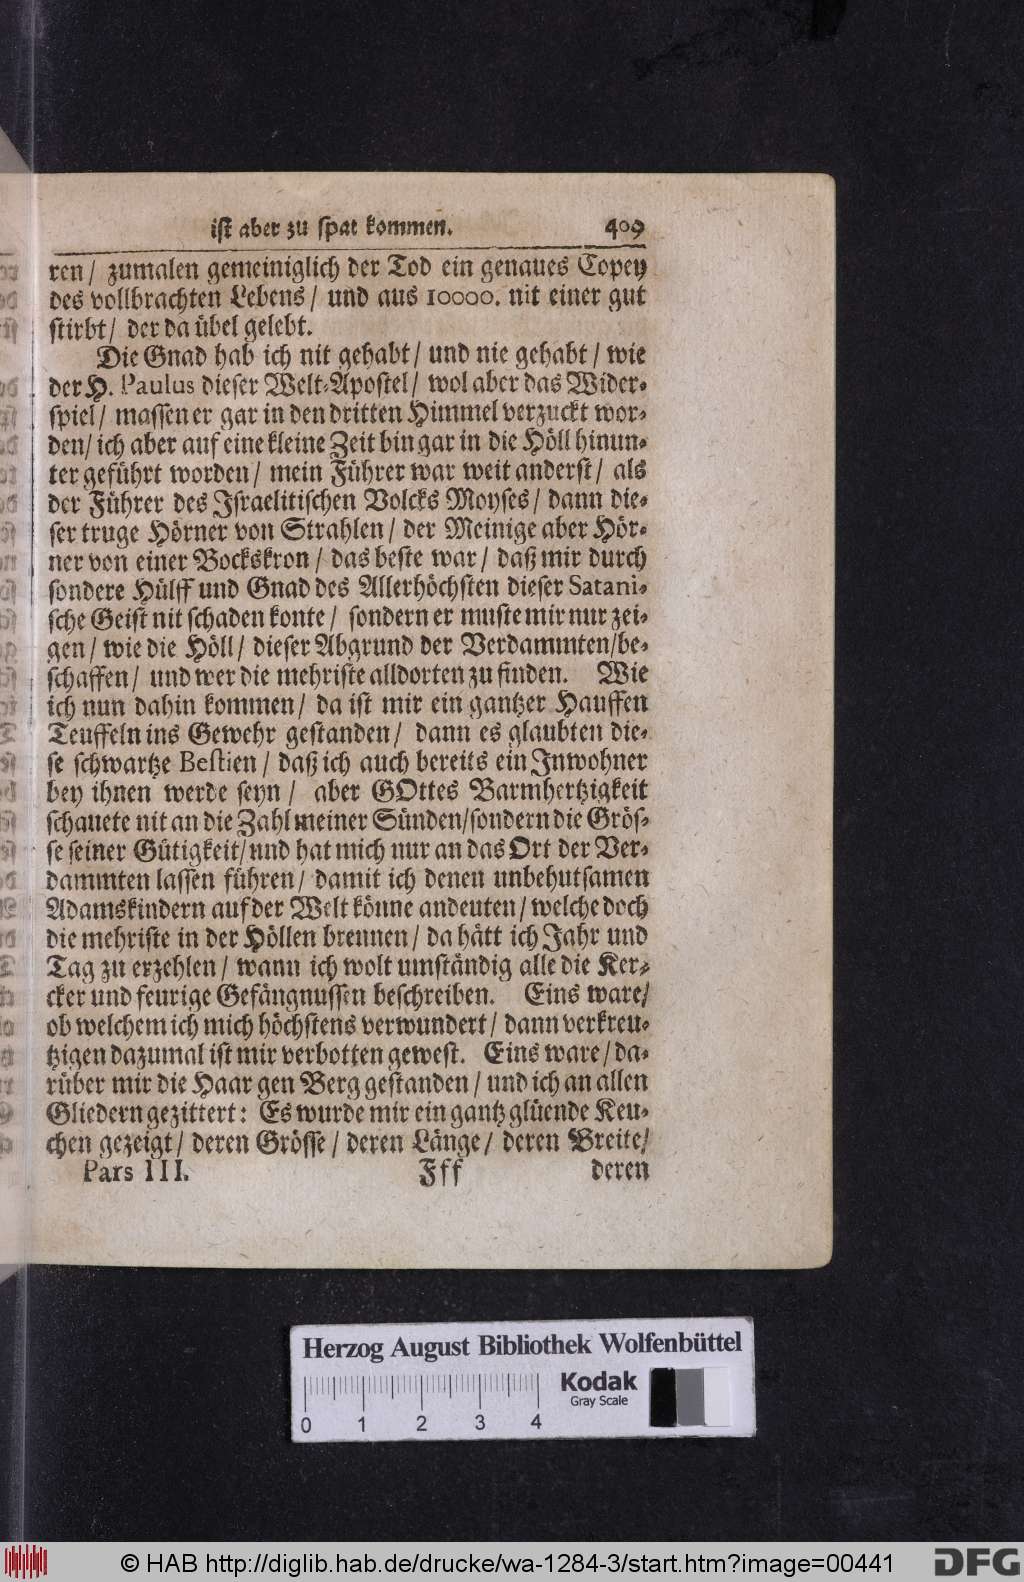 ist aber zu spat kommen. 409
ren/ zumalen gemeiniglich der Tod ein genaues Copey
des vollbrachten Lebens/ und aus 10000. nit einer gut
stirbt/ der da übel gelebt.
Die Gnad hab ich nit gehabt/ und nie gehabt/ wie
der H. Paulus dieser Welt-Apostel/ wol aber das Wider-
spiel/ massen er gar in den dritten Himmel verzuckt wor-
den/ ich aber auf eine kleine Zeit bin gar in die Höll hinun-
ter geführt worden/ mein Führer war weit anderst/ als
der Führer des Israelitischen Volcks Moyses/ dann die-
ser truge Hörner von Strahlen/ der Meinige aber Hör-
ner von einer Bockskron/ das beste war/ daß mir durch
sondere Hülff und Gnad des Allerhöchsten dieser Satani-
sche Geist nit schaden konte/ sondern er muste mir nur zei-
gen/ wie die Höll/ dieser Abgrund der Verdammten/ be-
schaffen/ und wer die mehriste alldorten zu finden. Wie
ich nun dahin kommen/ da ist mir ein gantzer Hauffen
Teuffeln ins Gewehr gestanden/ dann es glaubten die-
se schwartze Bestien/ daß ich auch bereits ein Inwohner
bey ihnen werde seyn/ aber GOttes Barmhertzigkeit
schauete nit an die Zahl meiner Sünden/ sondern die Grös-
se seiner Gütigkeit/ und hat mich nur an das Ort der Ver-
dammten lassen führen/ damit ich denen unbehutsamen
Adamskindern auf der Welt könne andeuten/ welche doch
die mehriste in der Höllen brennen/ da hätt ich Jahr und
Tag zu erzehlen/ wann ich wolt umständig alle die Ker-
cker und feurige Gefängnussen beschreiben. Eins ware/
ob welchem ich mich höchstens verwundert/ dann verkreu-
tzigen dazumal ist mir verbotten gewest. Eins ware/ da-
rüber mir die Haar gen Berg gestanden/ und ich an allen
Gliedern gezittert: Es wurde mir ein gantz glüende Keu-
chen gezeigt/ deren Grösse/ deren Länge/ deren Breite/
Pars III. Fff deren
Herzog August Bibliothek Wolfenbüttel
Kodak
Gray Scale
0 1 2 3 4
© HAB http://diglib.hab.de/drucke/wa-1284-3/start.htm?image=00441
DFG